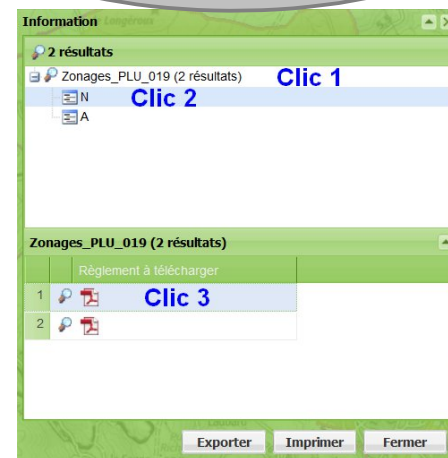 Information
2 résultats
Zonages_PLU_019 (2 résultats) Clic 1
N Clic 2
A
Zonages_PLU_019 (2 résultats)
Règlement à télécharger
1 Clic 3
2
Exporter Imprimer Fermer